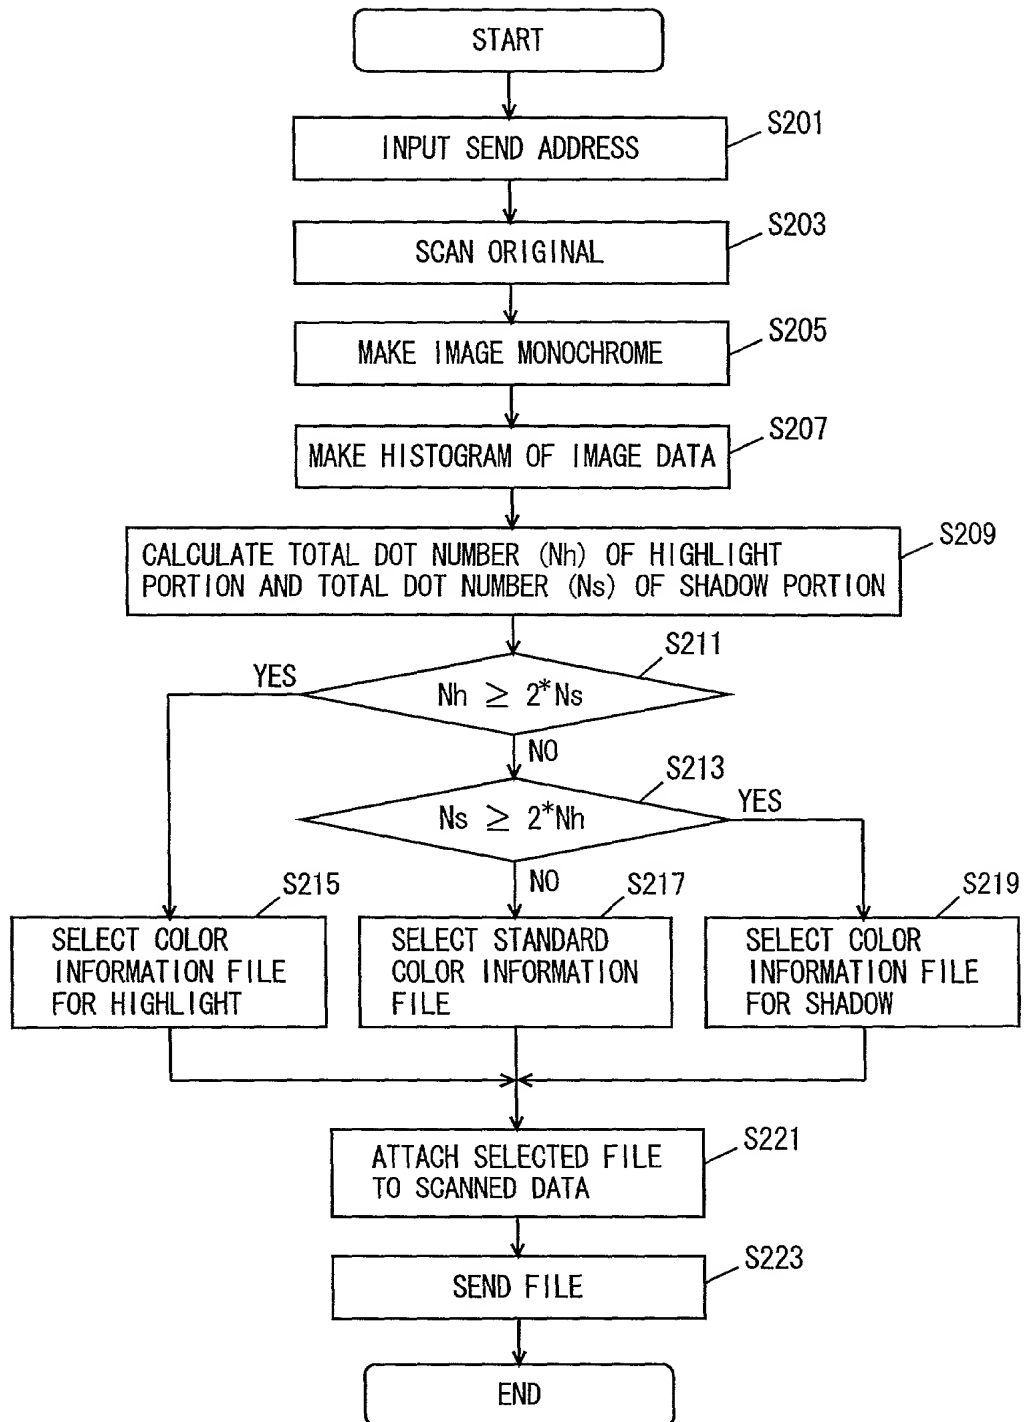 START
S201
INPUT SEND ADDRESS
S203
SCAN ORIGINAL
S205
MAKE IMAGE MONOCHROME
S207
MAKE HISTOGRAM OF IMAGE DATA
S209
CALCULATE TOTAL DOT NUMBER (Nh) OF HIGHLIGHT
PORTION AND TOTAL DOT NUMBER (Ns) OF SHADOW PORTION
S211
YES
Nh ≥ 2*Ns
NO
S213
YES
Ns ≥ 2*Nh
NO
S215
SELECT COLOR
INFORMATION FILE
FOR HIGHLIGHT
S217
SELECT STANDARD
COLOR INFORMATION
FILE
S219
SELECT COLOR
INFORMATION FILE
FOR SHADOW
S221
ATTACH SELECTED FILE
TO SCANNED DATA
S223
SEND FILE
END